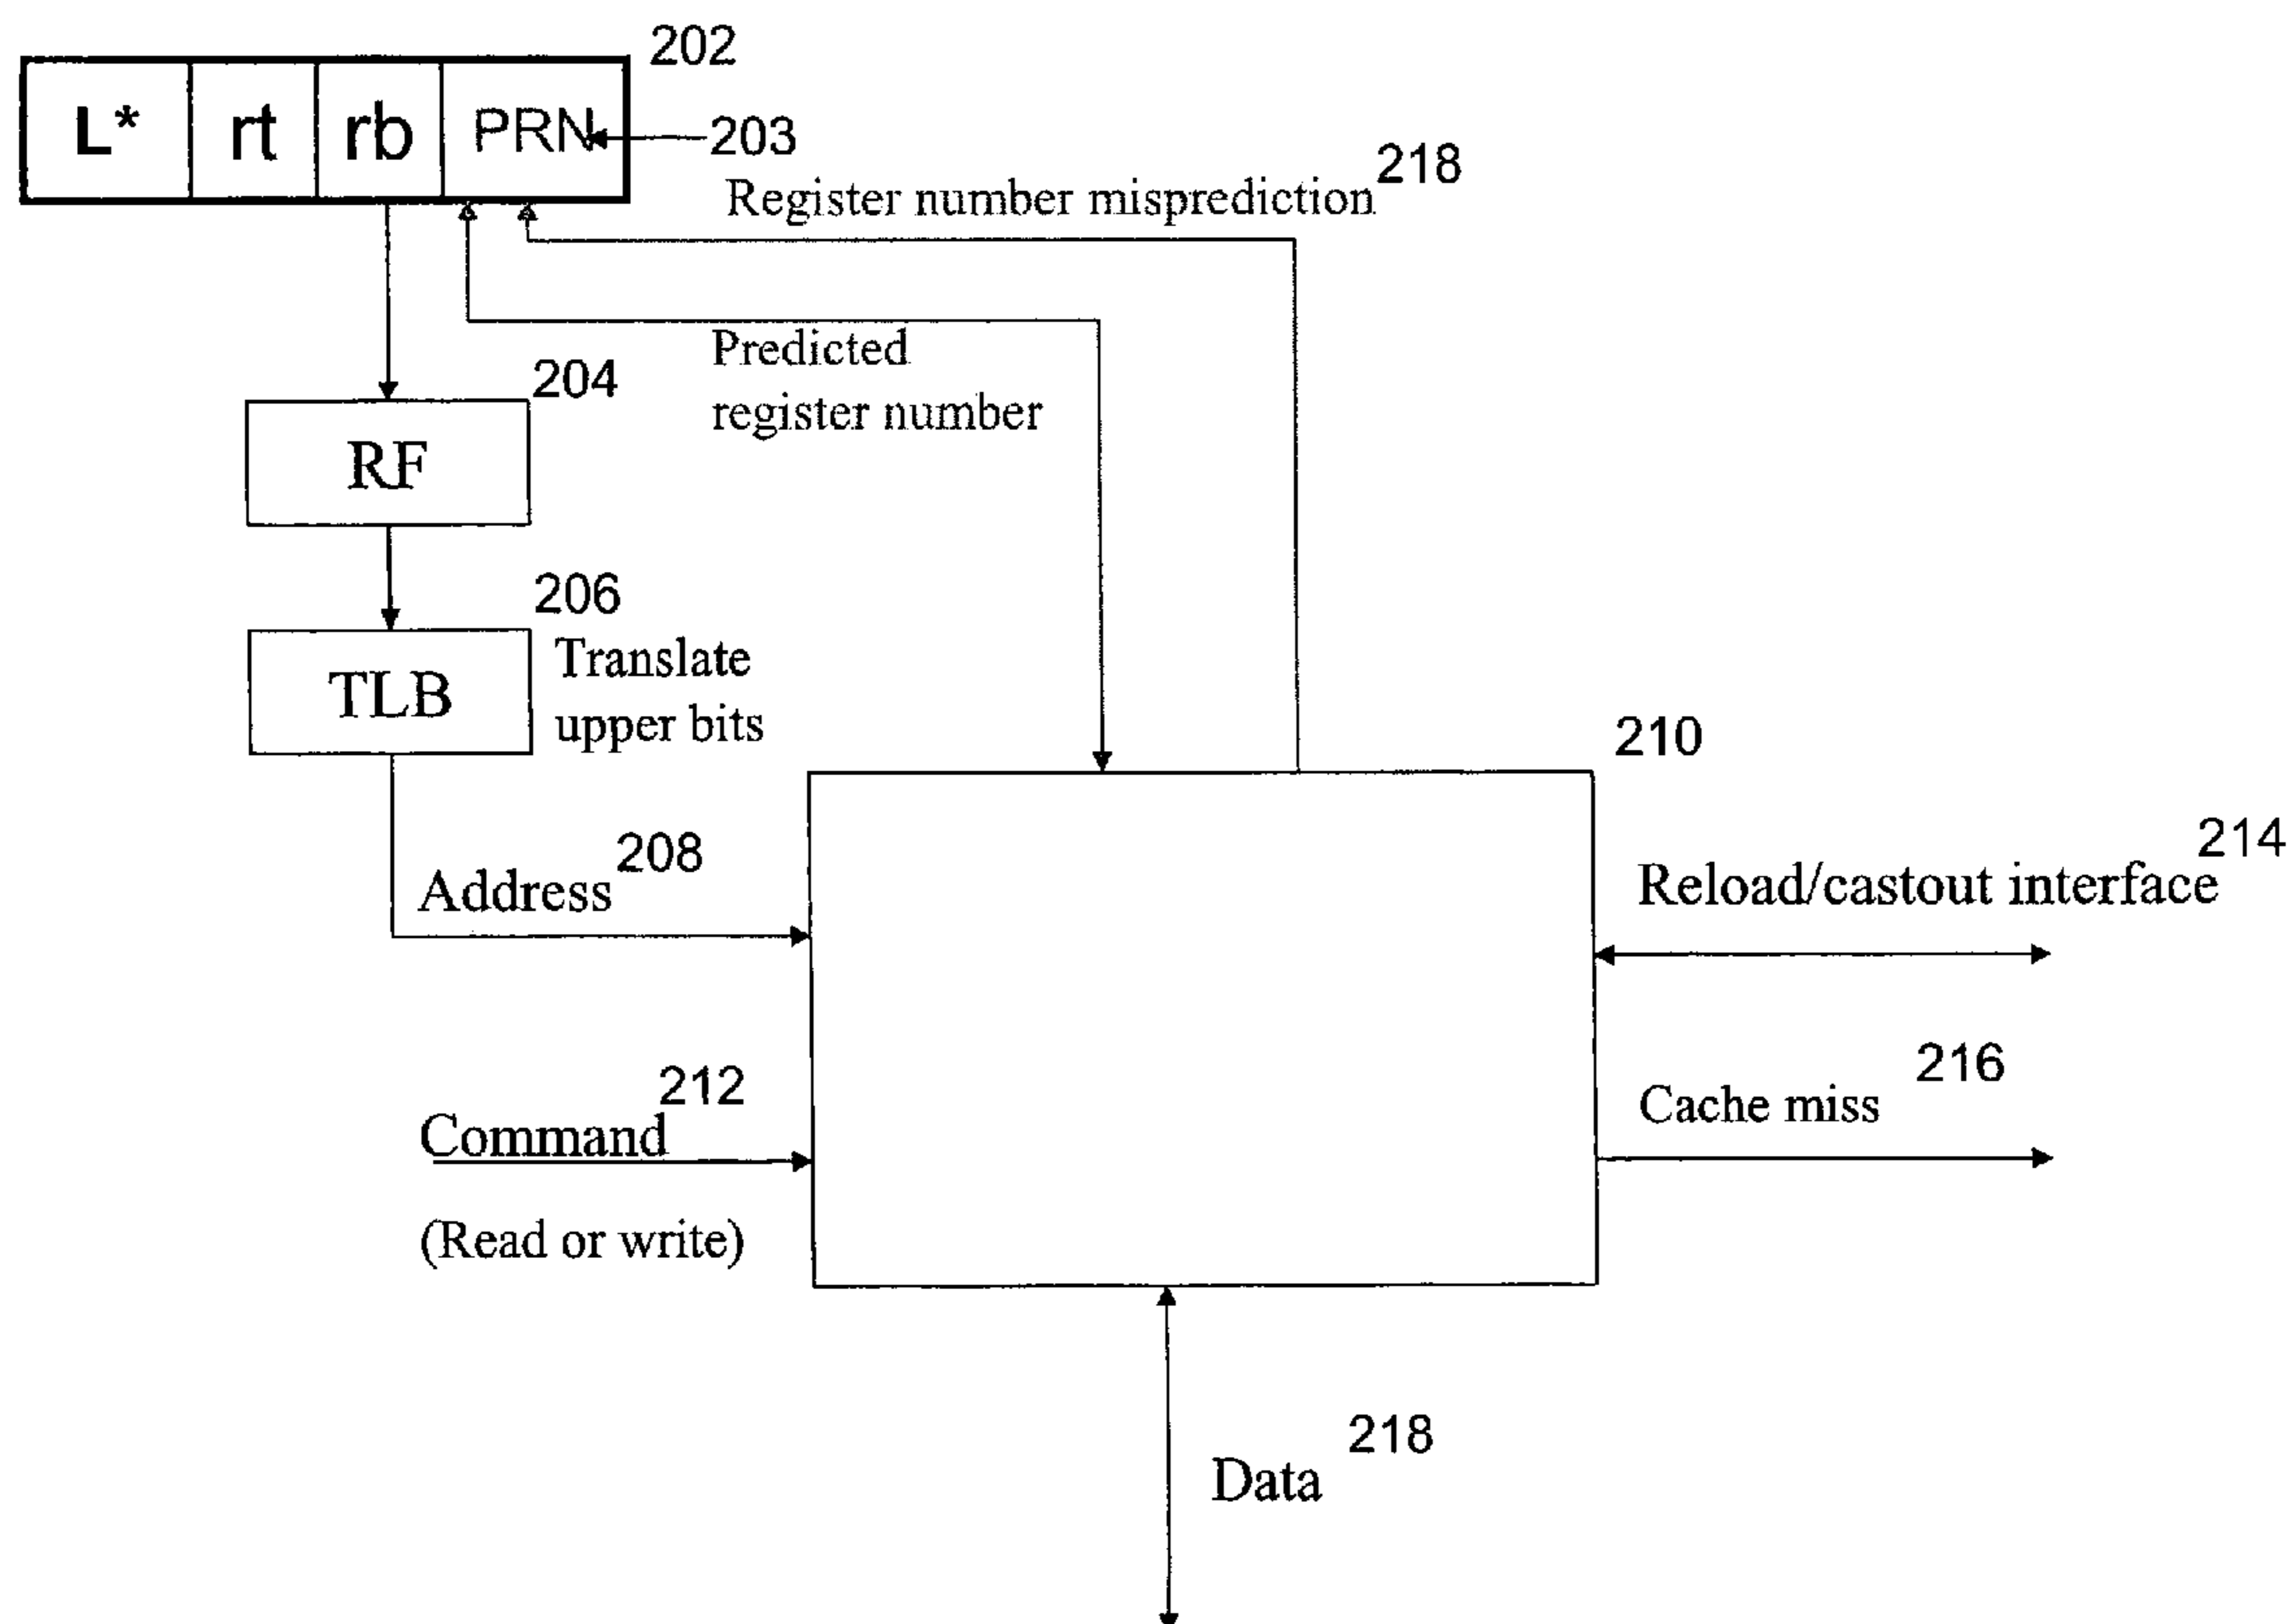 202
L* rt rb PRN
203
218
Register number misprediction
Predicted
register number
204
RF
206
TLB
Translate
upper bits
210
208
Address
214
Reload/castout interface
212
Command
(Read or write)
216
Cache miss
218
Data